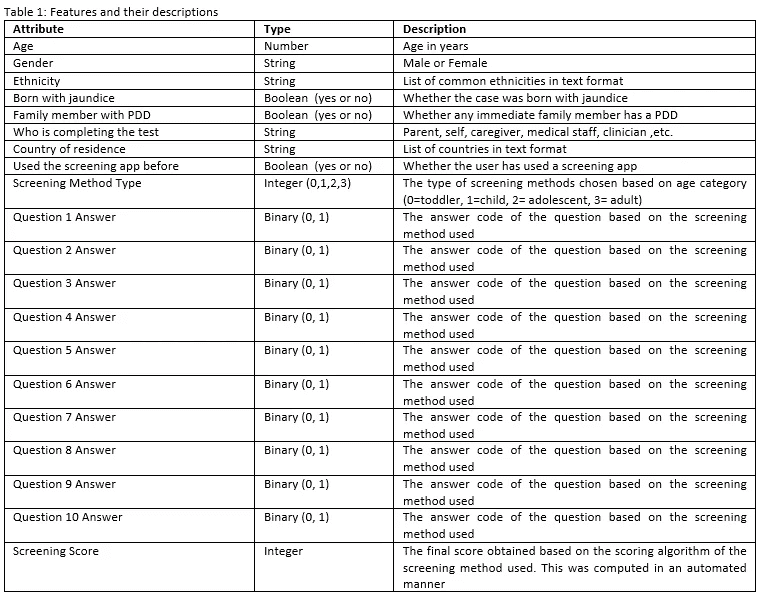 Table 1: Features and their descriptions
Attribute Type Description
Age Number Age in years
Gender String Male or Female
Ethnicity String List of common ethnicities in text format
Born with jaundice Boolean (yes or no) Whether the case was born with jaundice
Family member with PDD Boolean (yes or no) Whether any immediate family member has a PDD
Who is completing the test String Parent, self, caregiver, medical staff, clinician ,etc.
Country of residence String List of countries in text format
Used the screening app before Boolean (yes or no) Whether the user has used a screening app
Screening Method Type Integer (0,1,2,3) The type of screening methods chosen based on age category
(0=toddler, 1=child, 2= adolescent, 3= adult)
Question 1 Answer Binary (0, 1) The answer code of the question based on the screening
method used
Question 2 Answer Binary (0, 1) The answer code of the question based on the screening
method used
Question 3 Answer Binary (0, 1) The answer code of the question based on the screening
method used
Question 4 Answer Binary (0, 1) The answer code of the question based on the screening
method used
Question 5 Answer Binary (0, 1) The answer code of the question based on the screening
method used
Question 6 Answer Binary (0, 1) The answer code of the question based on the screening
method used
Question 7 Answer Binary (0, 1) The answer code of the question based on the screening
method used
Question 8 Answer Binary (0, 1) The answer code of the question based on the screening
method used
Question 9 Answer Binary (0, 1) The answer code of the question based on the screening
method used
Question 10 Answer Binary (0, 1) The answer code of the question based on the screening
method used
Screening Score Integer The final score obtained based on the scoring algorithm of the
screening method used. This was computed in an automated
manner